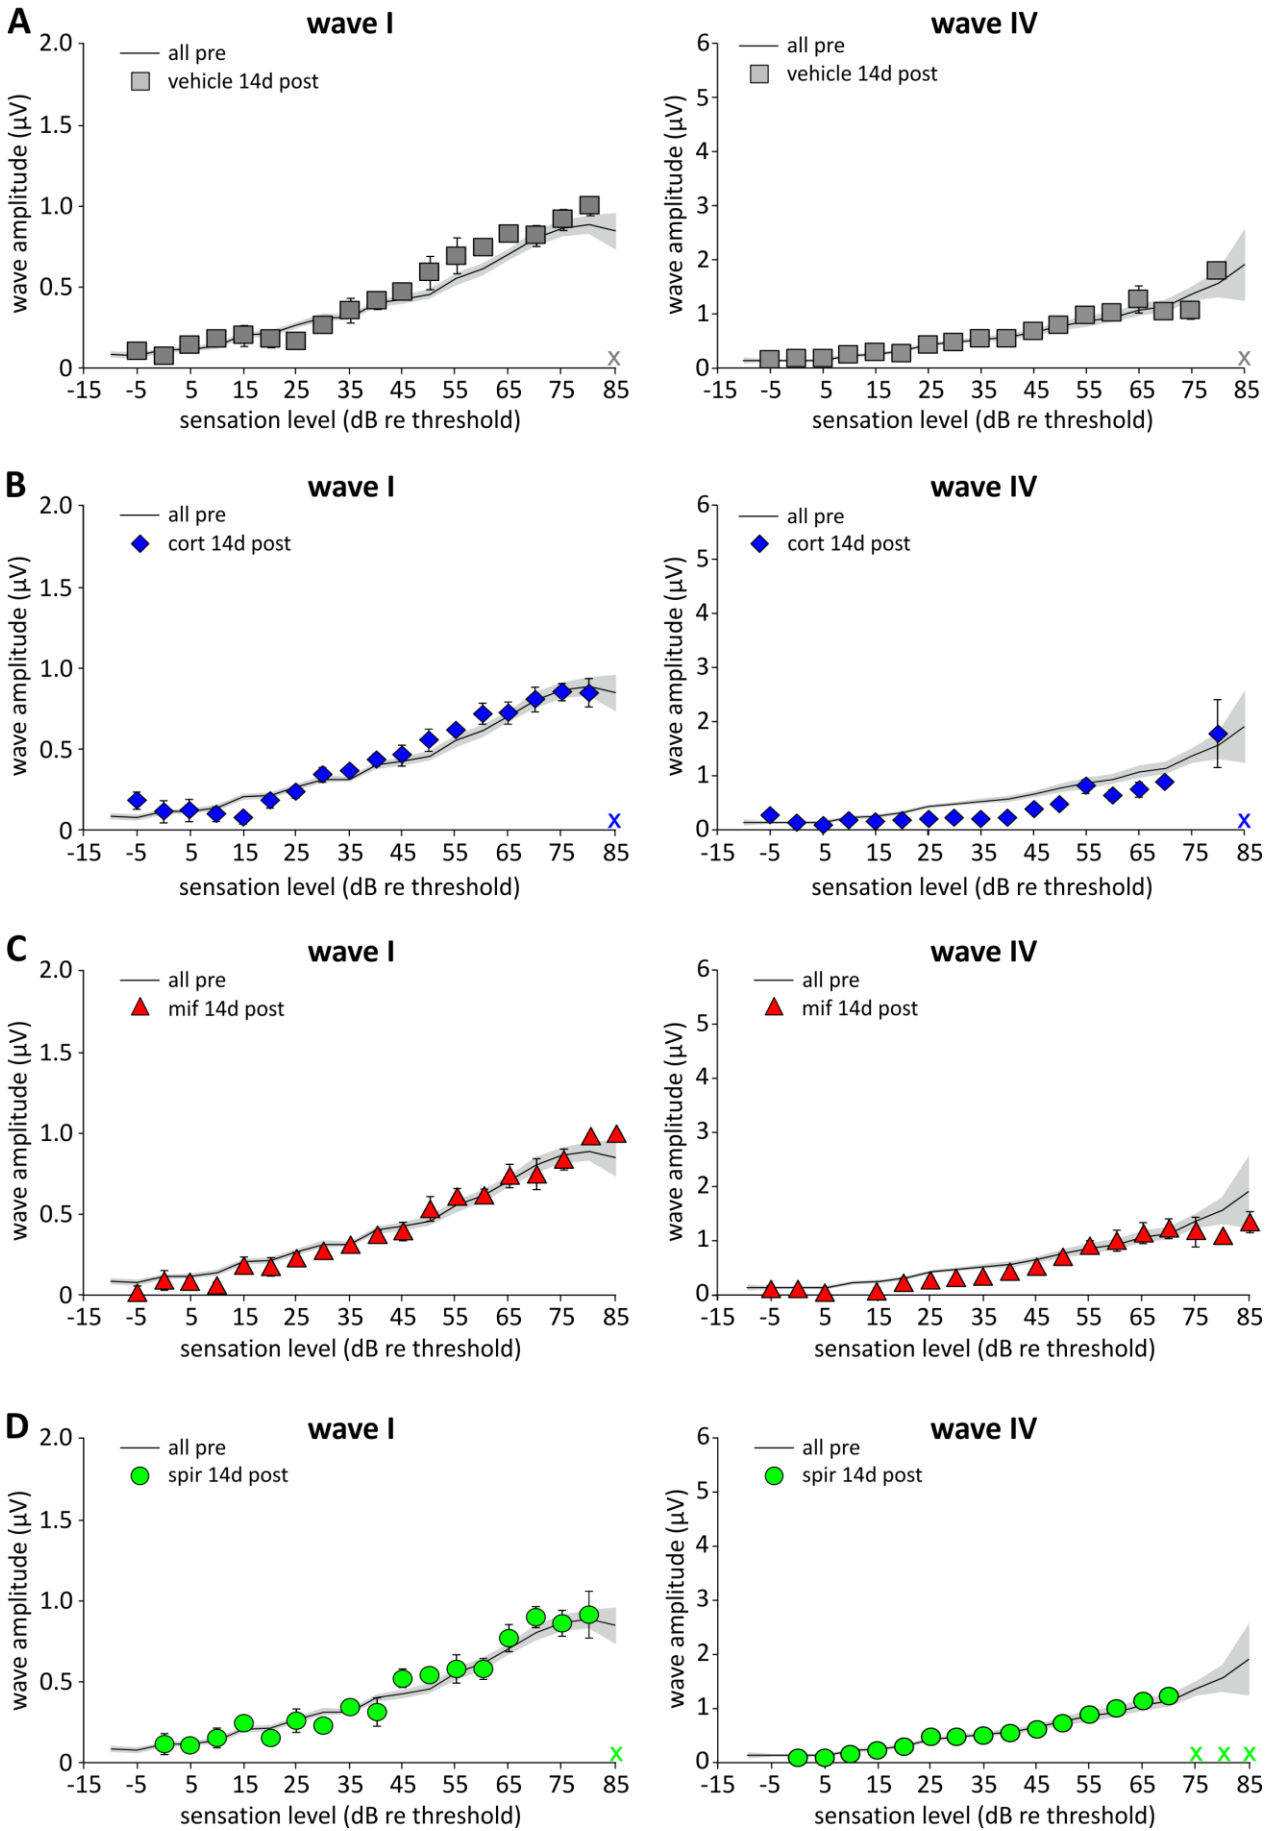 A
wave I
wave IV
all pre
vehicle 14d post
all pre
vehicle 14d post
wave amplitude (µV)
2.0
1.5
1.0
0.5
0
-15 -5 5 15 25 35 45 55 65 75 85
x
sensation level (dB re threshold)
wave amplitude (µV)
6
5
4
3
2
1
0
-15 -5 5 15 25 35 45 55 65 75 85
x
sensation level (dB re threshold)
B
wave I
wave IV
all pre
cort 14d post
all pre
cort 14d post
wave amplitude (µV)
2.0
1.5
1.0
0.5
0
-15 -5 5 15 25 35 45 55 65 75 85
x
sensation level (dB re threshold)
wave amplitude (µV)
6
5
4
3
2
1
0
-15 -5 5 15 25 35 45 55 65 75 85
x
sensation level (dB re threshold)
C
wave I
wave IV
all pre
mif 14d post
all pre
mif 14d post
wave amplitude (µV)
2.0
1.5
1.0
0.5
0
-15 -5 5 15 25 35 45 55 65 75 85
sensation level (dB re threshold)
wave amplitude (µV)
6
5
4
3
2
1
0
-15 -5 5 15 25 35 45 55 65 75 85
sensation level (dB re threshold)
D
wave I
wave IV
all pre
spir 14d post
all pre
spir 14d post
wave amplitude (µV)
2.0
1.5
1.0
0.5
0
-15 -5 5 15 25 35 45 55 65 75 85
x
sensation level (dB re threshold)
wave amplitude (µV)
6
5
4
3
2
1
0
-15 -5 5 15 25 35 45 55 65 75 85
x x x
sensation level (dB re threshold)